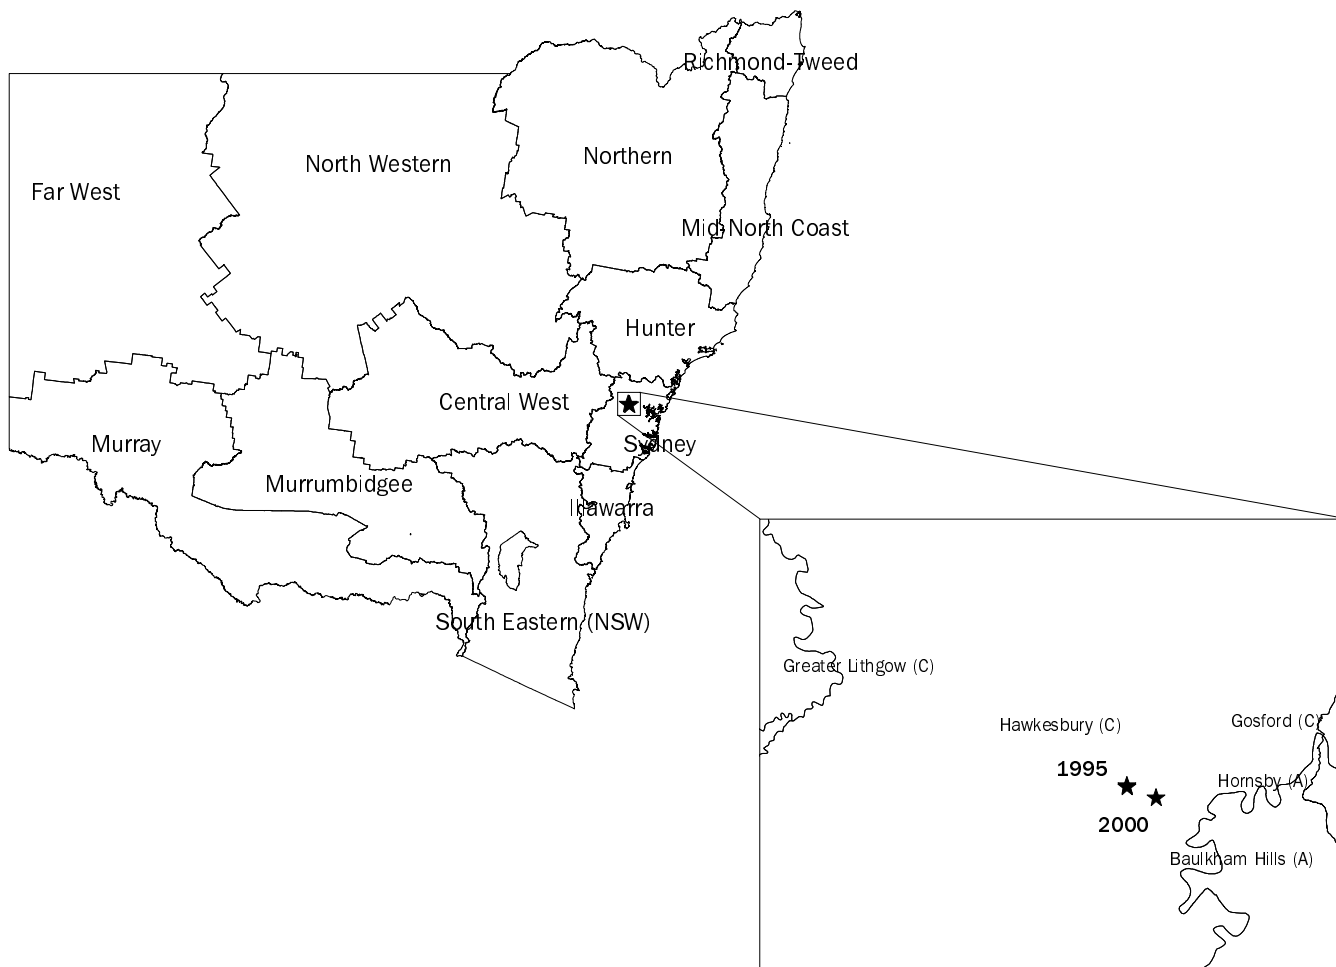 Richmond-Tweed
Northern
North Western
Far West
Mid-North Coast
Hunter
Central West
Sydney
Murray
Murrumbidgee
Illawarra
South Eastern (NSW)
Greater Lithgow (C)
Hawkesbury (C)
Gosford (C)
1995
Hornsby (A)
2000
Baulkham Hills (A)